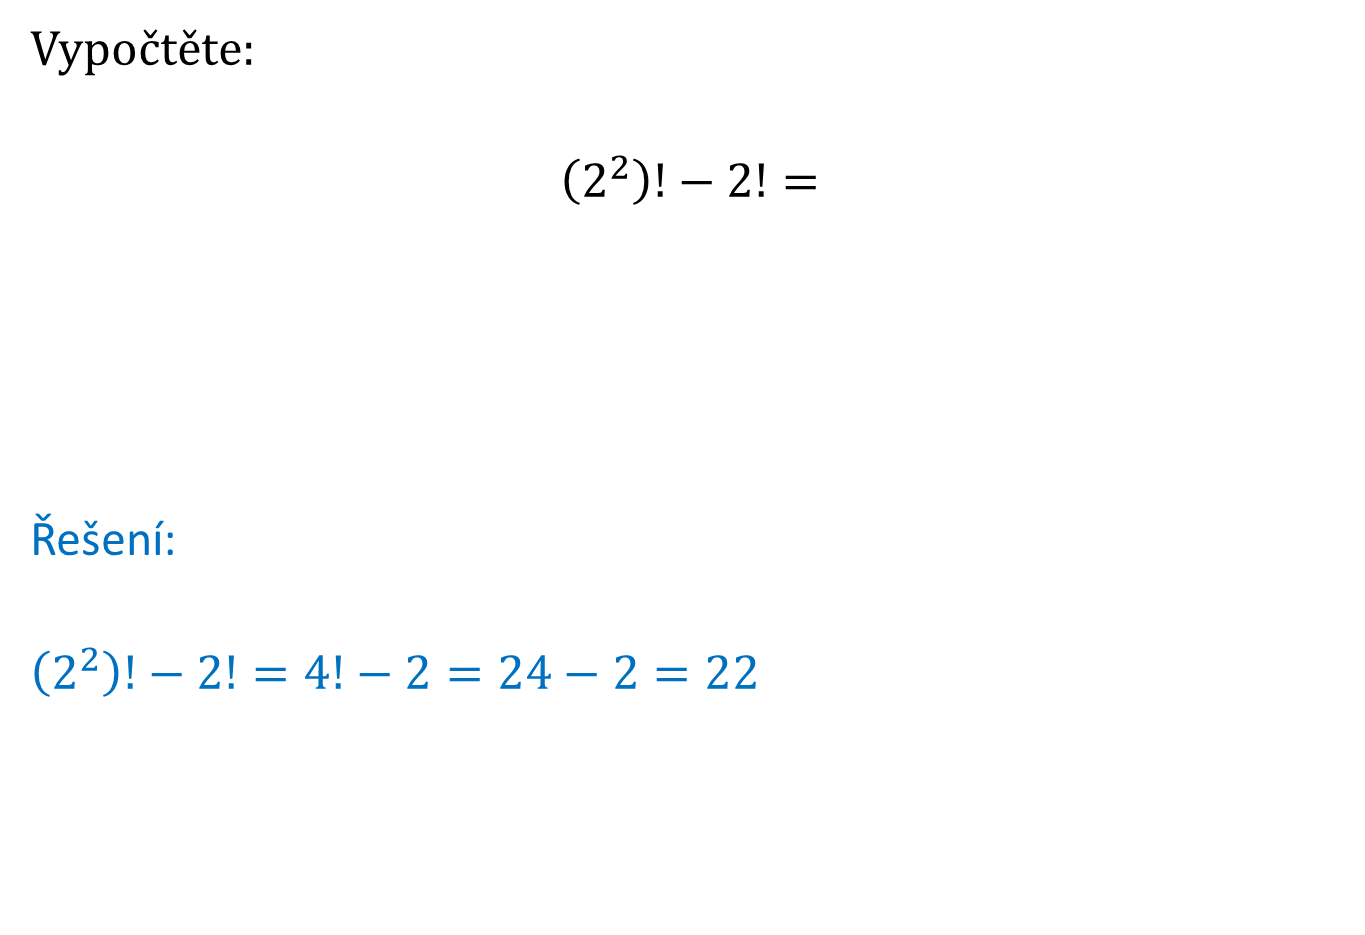 Vypočtěte:
(2²)! − 2! =
Řešení:
(2²)! − 2! = 4! − 2 = 24 − 2 = 22